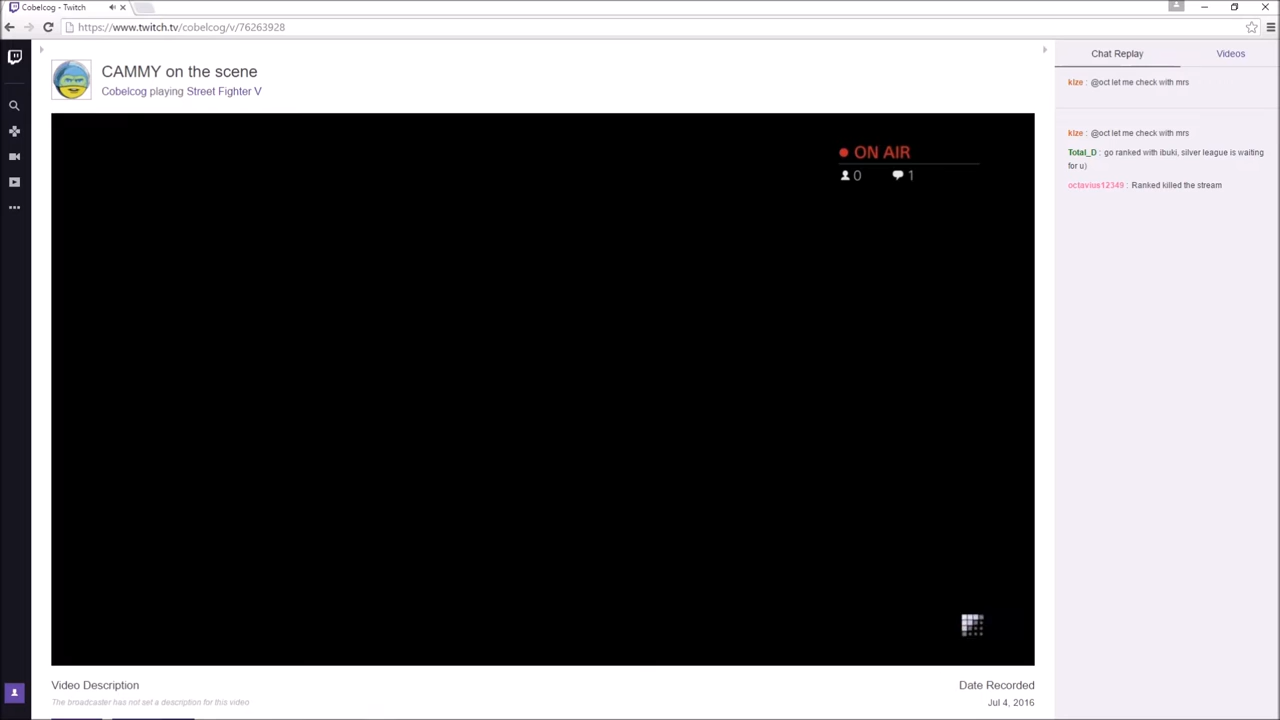 Cobelcog - Twitch
https://www.twitch.tv/cobelcog/v/76263928
CAMMY on the scene
Cobelcog playing Street Fighter V
ON AIR
0 1
Video Description
Date Recorded
The broadcaster has not set a description for this video
Jul 4, 2016
Chat Replay Videos
kize : @oct let me check with mrs
kize : @oct let me check with mrs
Total_D : go ranked with ibuki, silver league is waiting
for u)
octavius12349 : Ranked killed the stream